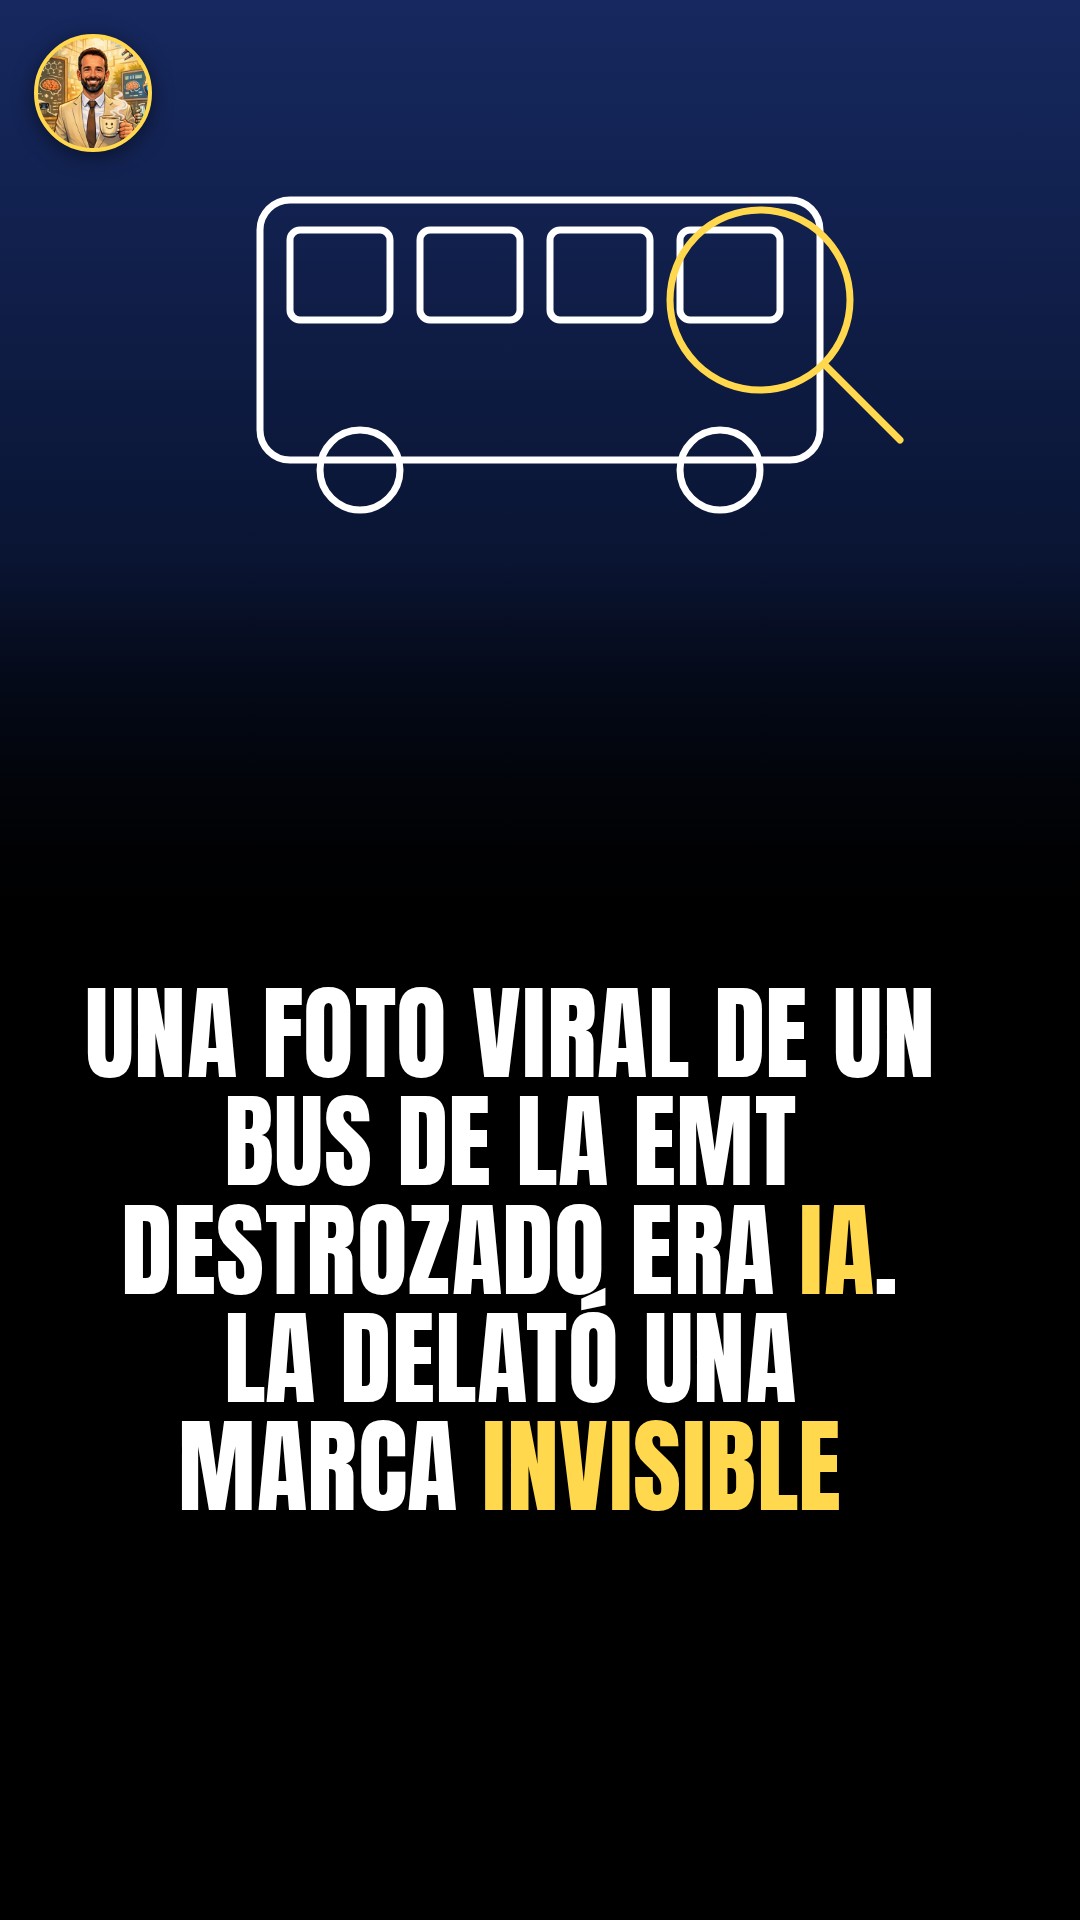 UNA FOTO VIRAL DE UN
BUS DE LA EMT
DESTROZADO ERA IA.
LA DELATÓ UNA
MARCA INVISIBLE